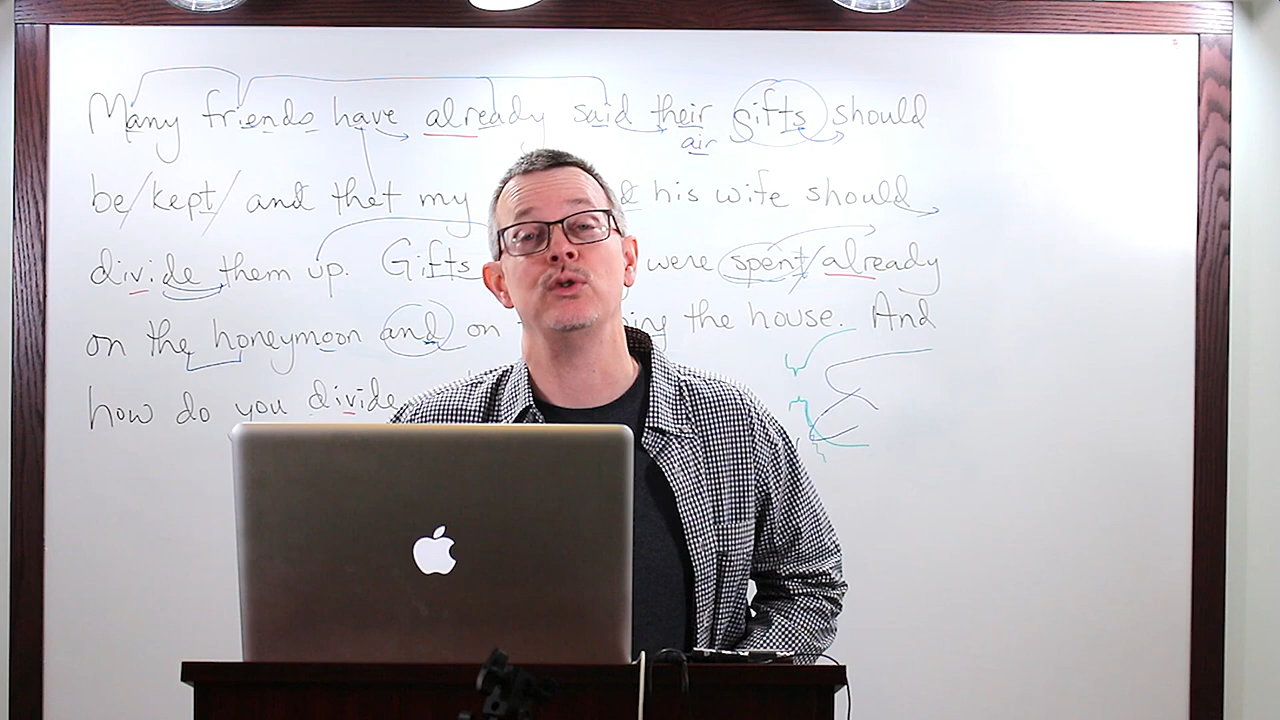 Many friends have already said their gifts should
air
be/kept/ and that my his wife should
divide them up. Gifts were spent/already
on the honeymoon and on the house. And
how do you divide